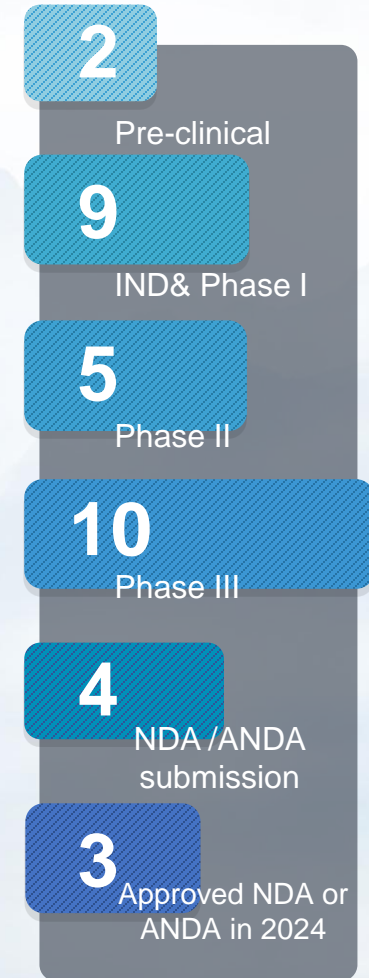 2
Pre-clinical
9
IND& Phase I
5
Phase II
10
Phase III
4
NDA /ANDA
submission
3
Approved NDA or
ANDA in 2024